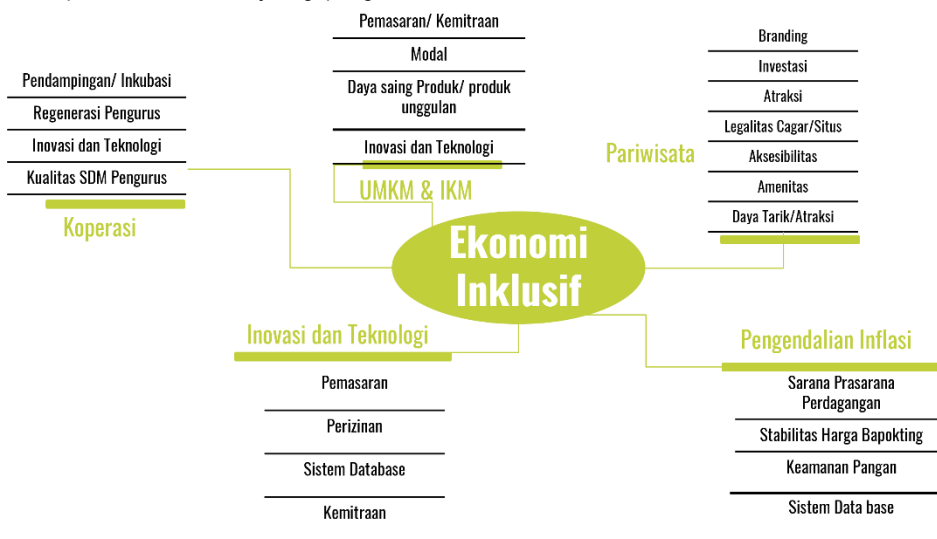 Pemasaran/ Kemitraan
Modal
Daya saing Produk/ produk
unggulan
Inovasi dan Teknologi
UMKM & IKM
Pendampingan/ Inkubasi
Regenerasi Pengurus
Inovasi dan Teknologi
Kualitas SDM Pengurus
Koperasi
Branding
Investasi
Atraksi
Legalitas Cagar/Situs
Aksesibilitas
Amenitas
Daya Tarik/Atraksi
Pariwisata
Ekonomi
Inklusif
Inovasi dan Teknologi
Pemasaran
Perizinan
Sistem Database
Kemitraan
Pengendalian Inflasi
Sarana Prasarana
Perdagangan
Stabilitas Harga Bapokting
Keamanan Pangan
Sistem Data base